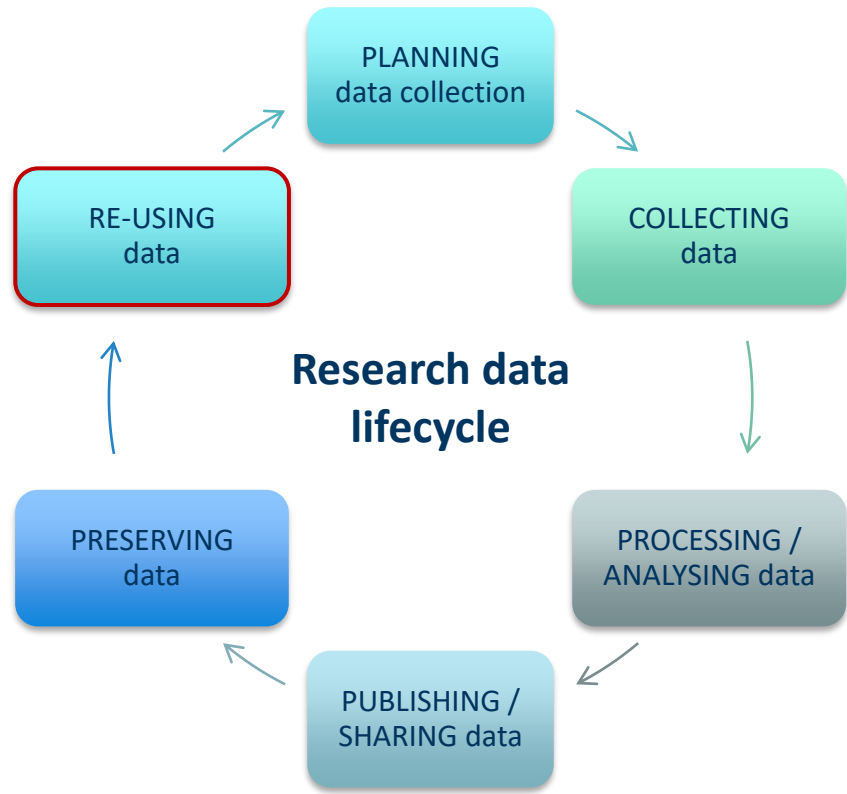 PLANNING
data collection
COLLECTING
data
PROCESSING /
ANALYSING data
PUBLISHING /
SHARING data
PRESERVING
data
RE-USING
data
Research data
lifecycle